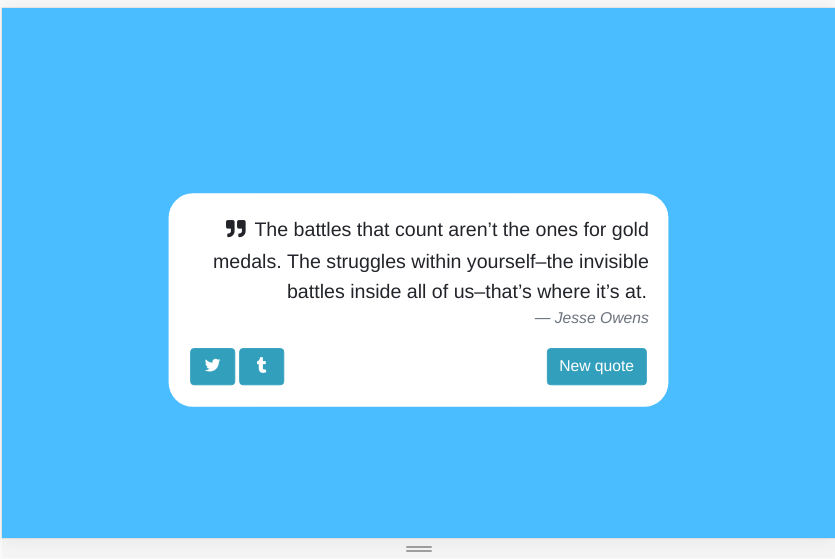 ” The battles that count aren’t the ones for gold
medals. The struggles within yourself–the invisible
battles inside all of us–that’s where it’s at.
— Jesse Owens
New quote